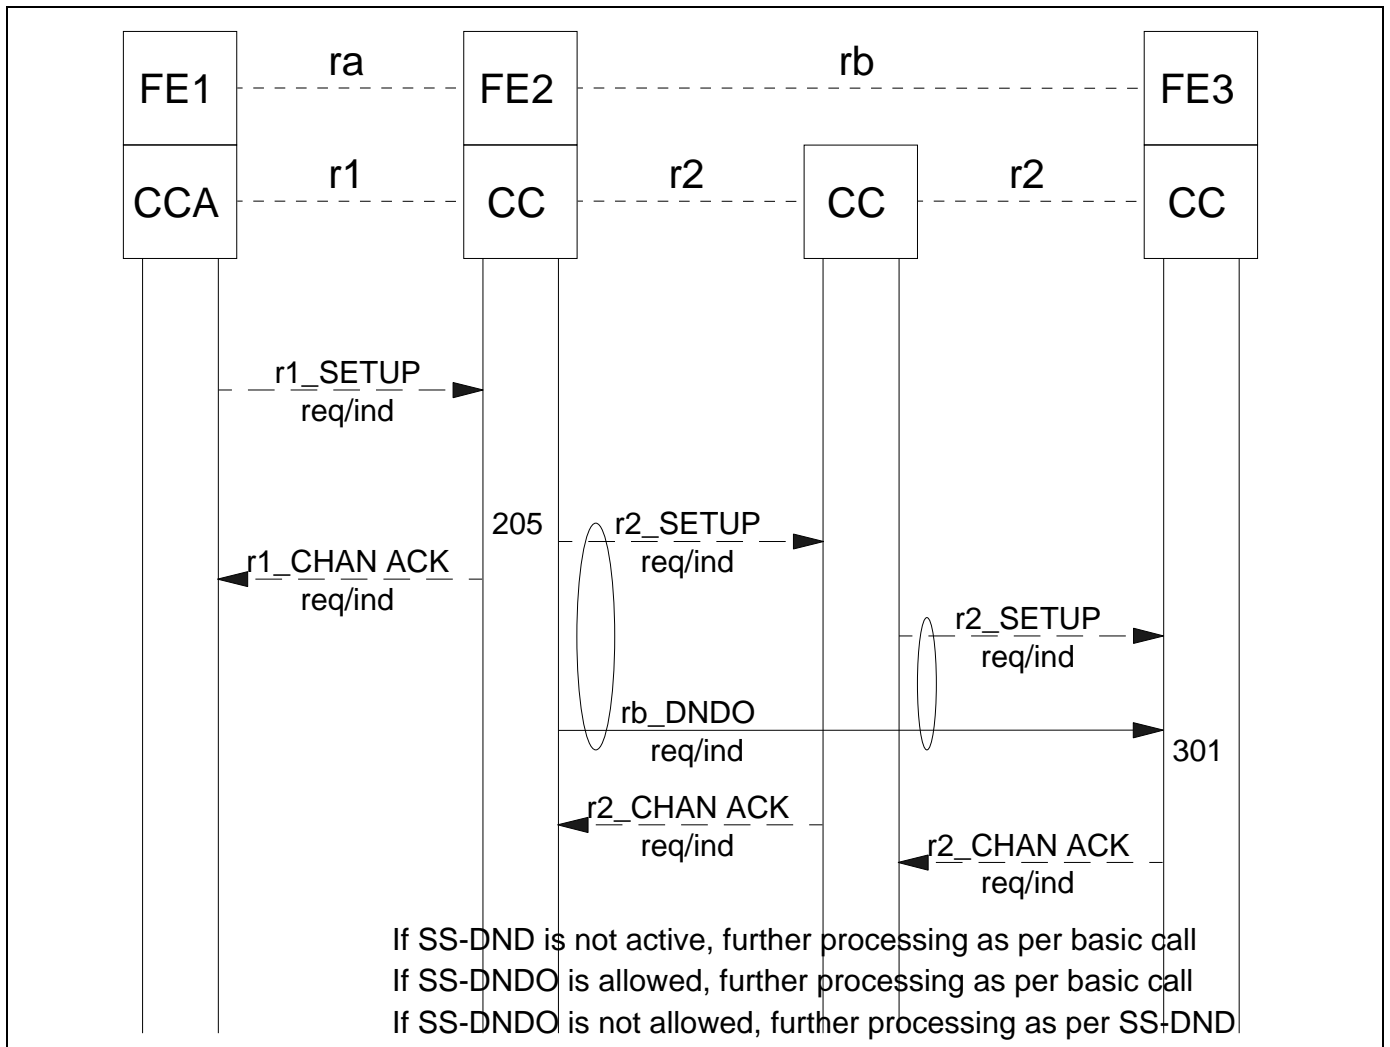 ra
rb
FE1
FE2
FE3
r1
r2
r2
CCA
CC
CC
CC
r1_SETUP
req/ind
205
r2_SETUP
req/ind
r1_CHAN ACK
req/ind
r2_SETUP
req/ind
rb_DNDO
req/ind
301
r2_CHAN ACK
req/ind
r2_CHAN ACK
req/ind
If SS-DND is not active, further processing as per basic call
If SS-DNDO is allowed, further processing as per basic call
If SS-DNDO is not allowed, further processing as per SS-DND